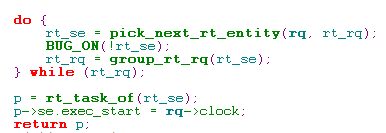 do {
    rt_se = pick_next_rt_entity(rq, rt_rq);
    BUG_ON(!rt_se);
    rt_rq = group_rt_rq(rt_se);
} while (rt_rq);

p = rt_task_of(rt_se);
p->se.exec_start = rq->clock;
return p;